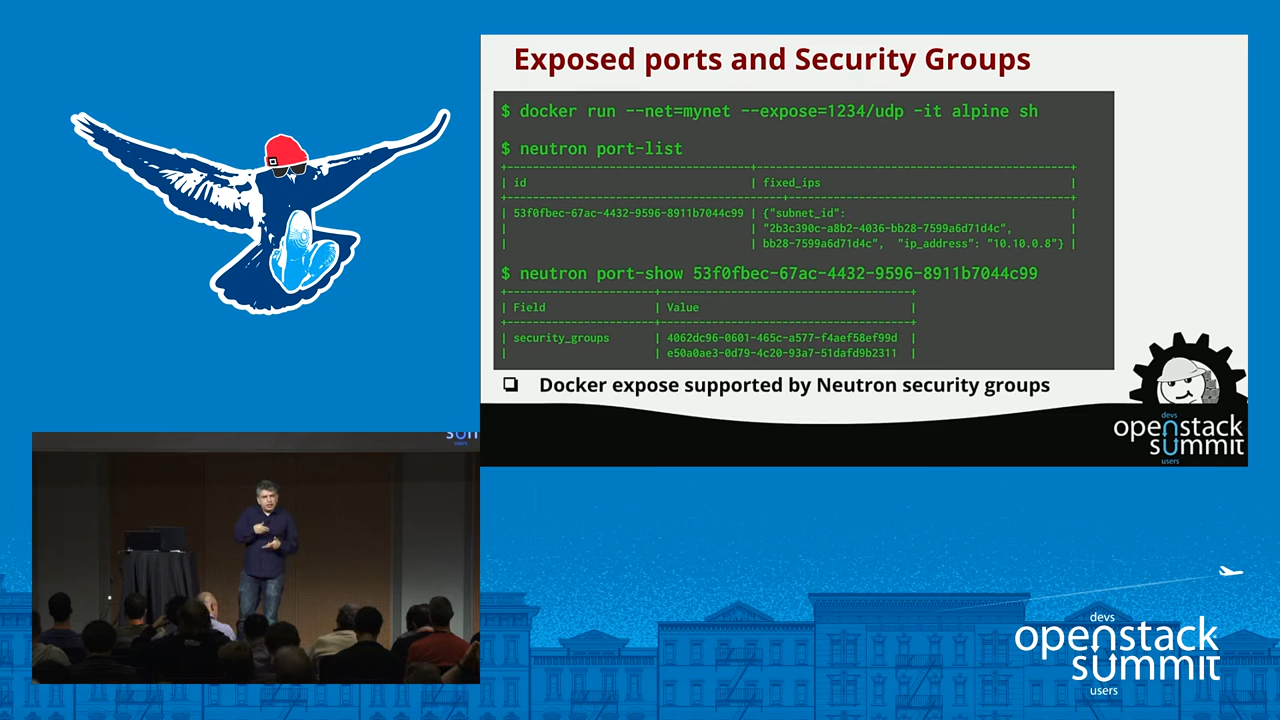 Exposed ports and Security Groups
$ docker run --net=mynet --expose=1234/udp -it alpine sh
$ neutron port-list
| id | fixed_ips |
| 53f0fbec-67ac-4432-9596-8911b7044c99 | {"subnet_id": |
| | "2b3c390c-a8b2-4036-bb28-7599a6d71d4c", |
| | bb28-7599a6d71d4c", "ip_address": "10.10.0.8"} |
$ neutron port-show 53f0fbec-67ac-4432-9596-8911b7044c99
| Field | Value |
| security_groups | 4062dc96-0601-465c-a577-f4aef58ef99d |
| | e50a0ae3-0d79-4c20-93a7-51dafd9b2311 |
❏ Docker expose supported by Neutron security groups
devs
openstack
summit
users
devs
openstack
summit
users